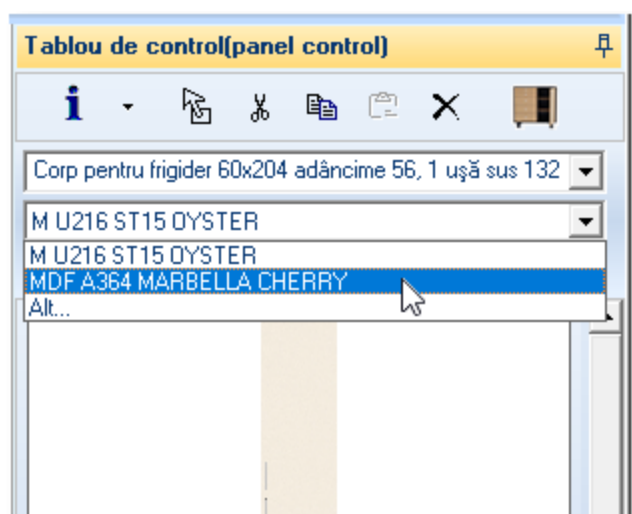 Tablou de control(panel control)
Corp pentru frigider 60x204 adâncime 56, 1 uşă sus 132
M U216 ST15 OYSTER
M U216 ST15 OYSTER
MDF A364 MARBELLA CHERRY
Alt...